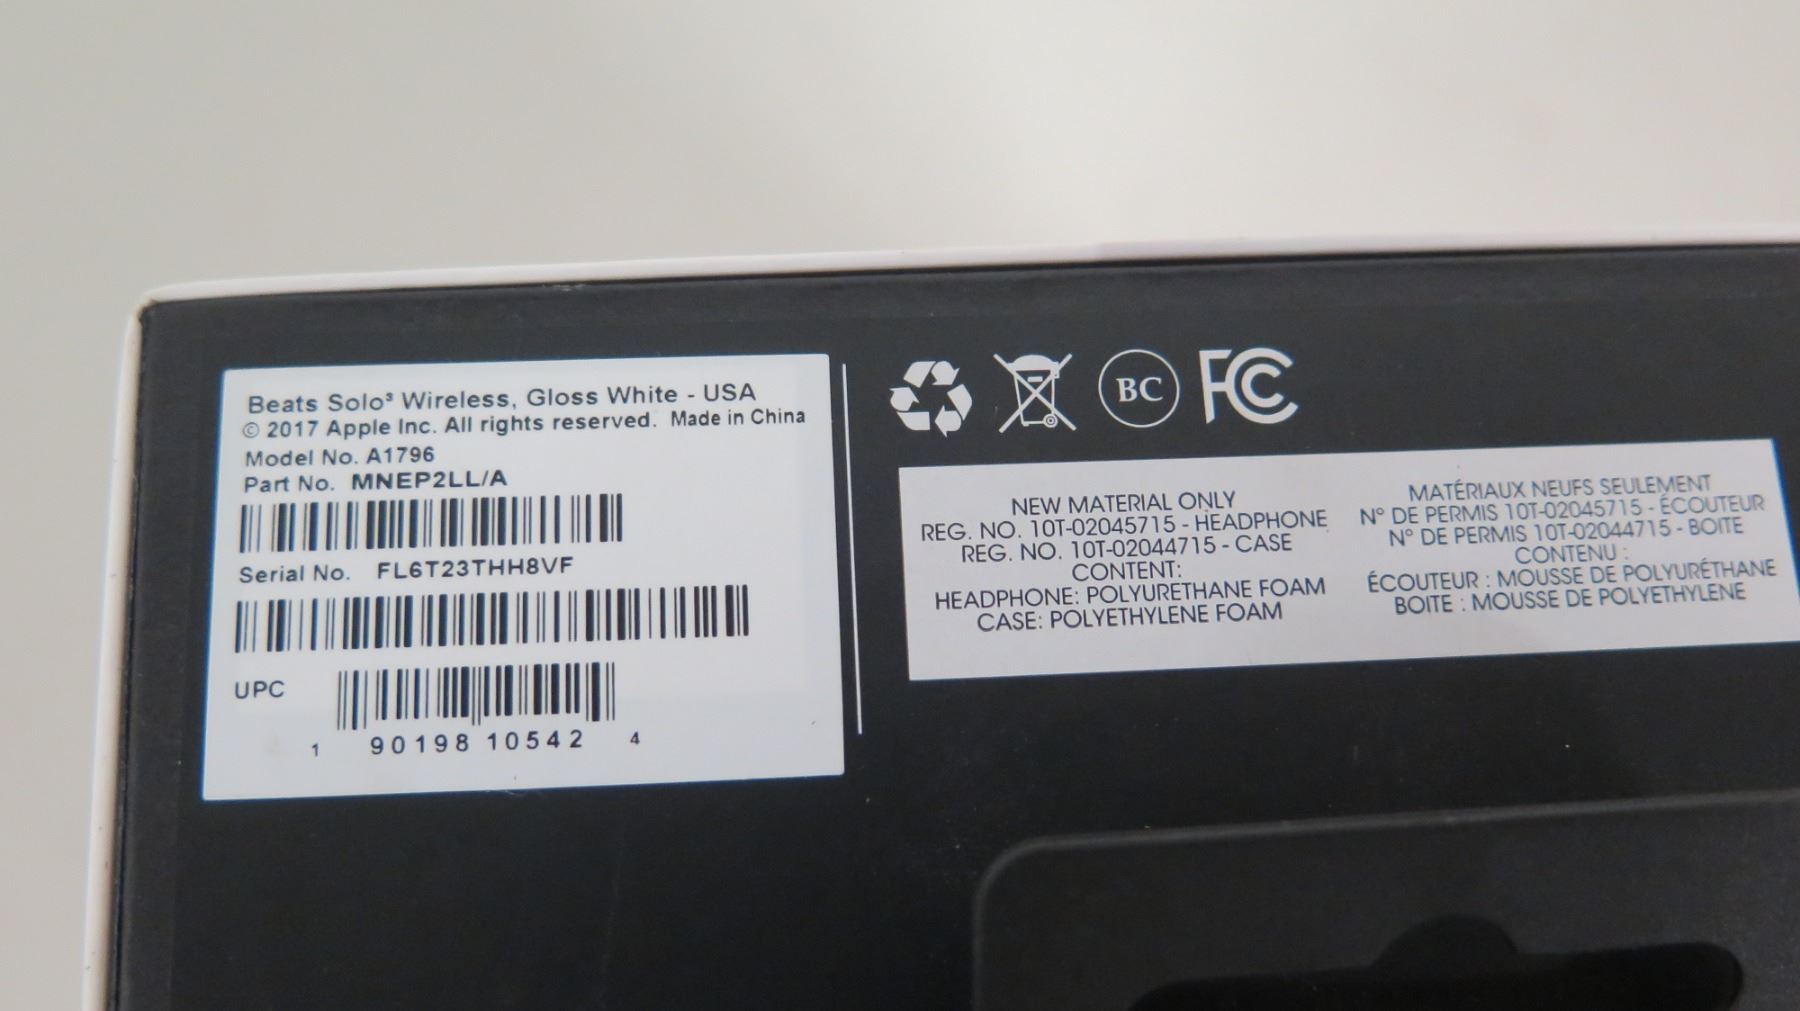 Beats Solo³ Wireless, Gloss White - USA
© 2017 Apple Inc. All rights reserved. Made in China
Model No. A1796
Part No. MNEP2LL/A
Serial No. FL6T23THH8VF
UPC
1 90198 10542 4
BC
FC
NEW MATERIAL ONLY
REG. NO. 10T-02045715 - HEADPHONE
REG. NO. 10T-02044715 - CASE
CONTENT:
HEADPHONE: POLYURETHANE FOAM
CASE: POLYETHYLENE FOAM
MATÉRIAUX NEUFS SEULEMENT
N° DE PERMIS 10T-02045715 - ÉCOUTEUR
N° DE PERMIS 10T-02044715 - BOITE
CONTENU :
ÉCOUTEUR : MOUSSE DE POLYURÉTHANE
BOITE : MOUSSE DE POLYETHYLENE